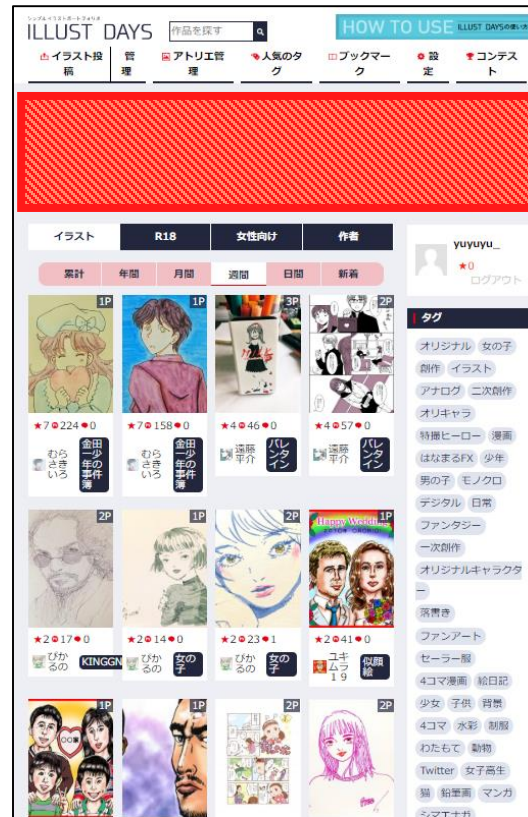 シンプルイラストポートフォリオ
ILLUST DAYS
作品を探す
HOW TO USE ILLUST DAYSの使い方
イラスト投稿
管理
アトリエ管理
人気のタグ
ブックマーク
設定
コンテスト
イラスト R18 女性向け 作者
累計 年間 月間 週間 日間 新着
yuyuyu_
★0
ログアウト
1P 1P 3P 2P
★7 224 0
★7 158 0
★4 46 0
★4 57 0
むらさきいろ
金田一少年の事件簿
むらさきいろ
金田一少年の事件簿
遠藤平介
バレンタイン
遠藤平介
バレンタイン
2P 1P 2P 1P
Happy Wedding
★2 17 0
★2 14 0
★2 23 1
★2 41 0
ぴかるの
KINGGN
ぴかるの
女の子
ぴかるの
女の子
ユキムラ19
似顔絵
1P 1P 2P 2P
タグ
オリジナル 女の子
創作 イラスト
アナログ 二次創作
オリキャラ
特撮ヒーロー 漫画
はなまるFX 少年
男の子 モノクロ
デジタル 日常
ファンタジー
一次創作
オリジナルキャラクター
落書き
ファンアート
セーラー服
4コマ漫画 絵日記
少女 子供 背景
4コマ 水彩 制服
わたもて 動物
Twitter 女子高生
猫 鉛筆画 マンガ
シマエナガ